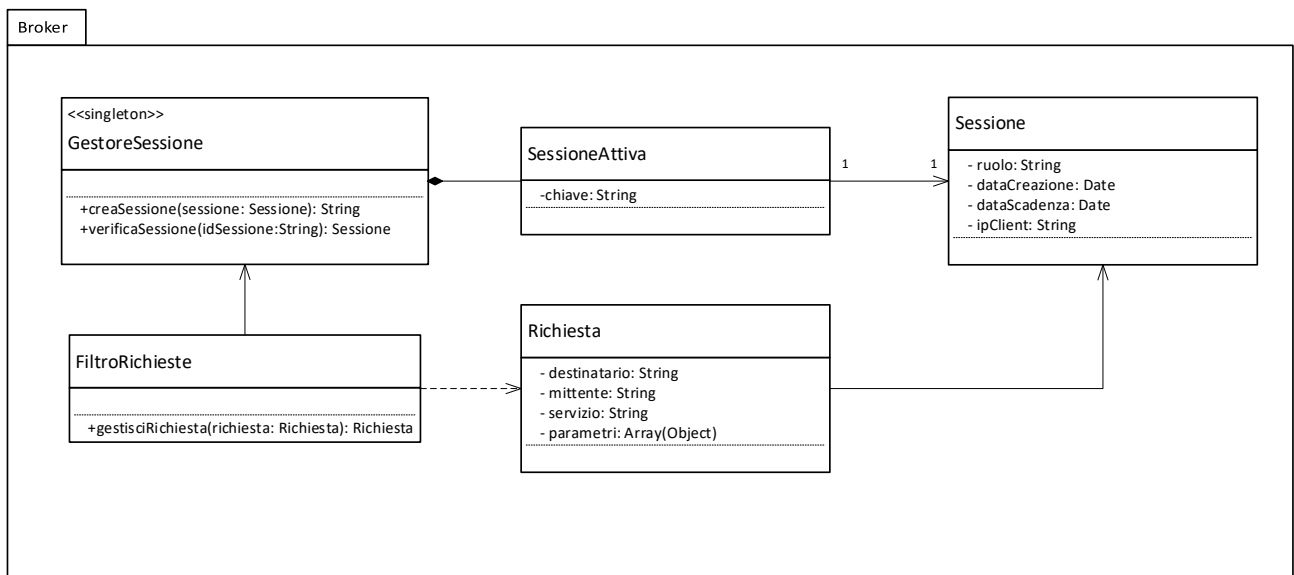 Broker
<<singleton>>
GestoreSessione
+creaSessione(sessione: Sessione): String
+verificaSessione(idSessione:String): Sessione
SessioneAttiva
-chiave: String
1
1
Sessione
- ruolo: String
- dataCreazione: Date
- dataScadenza: Date
- ipClient: String
FiltroRichieste
+gestisciRichiesta(richiesta: Richiesta): Richiesta
Richiesta
- destinatario: String
- mittente: String
- servizio: String
- parametri: Array(Object)